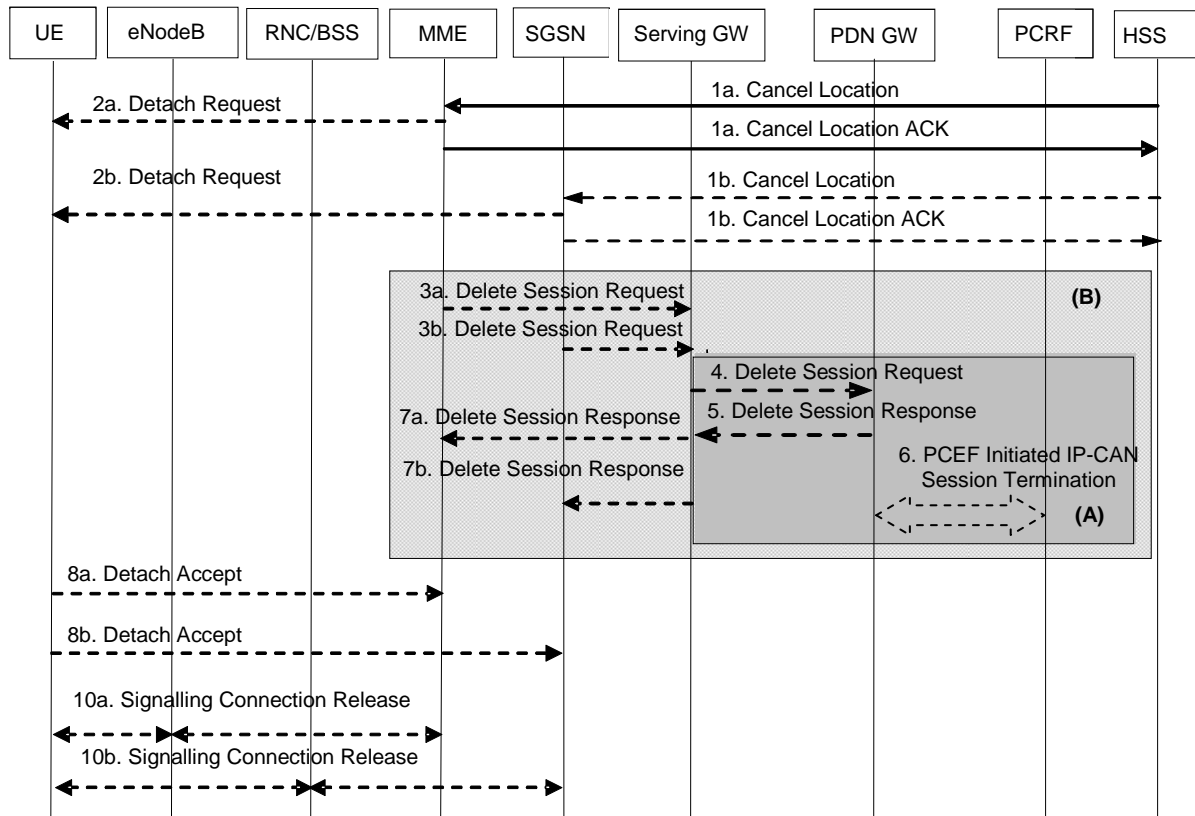 UE
eNodeB
RNC/BSS
MME
SGSN
Serving GW
PDN GW
PCRF
HSS
1a. Cancel Location
2a. Detach Request
1a. Cancel Location ACK
2b. Detach Request
1b. Cancel Location
1b. Cancel Location ACK
3a. Delete Session Request
(B)
3b. Delete Session Request
4. Delete Session Request
7a. Delete Session Response
5. Delete Session Response
7b. Delete Session Response
6. PCEF Initiated IP-CAN
Session Termination
(A)
8a. Detach Accept
8b. Detach Accept
10a. Signalling Connection Release
10b. Signalling Connection Release